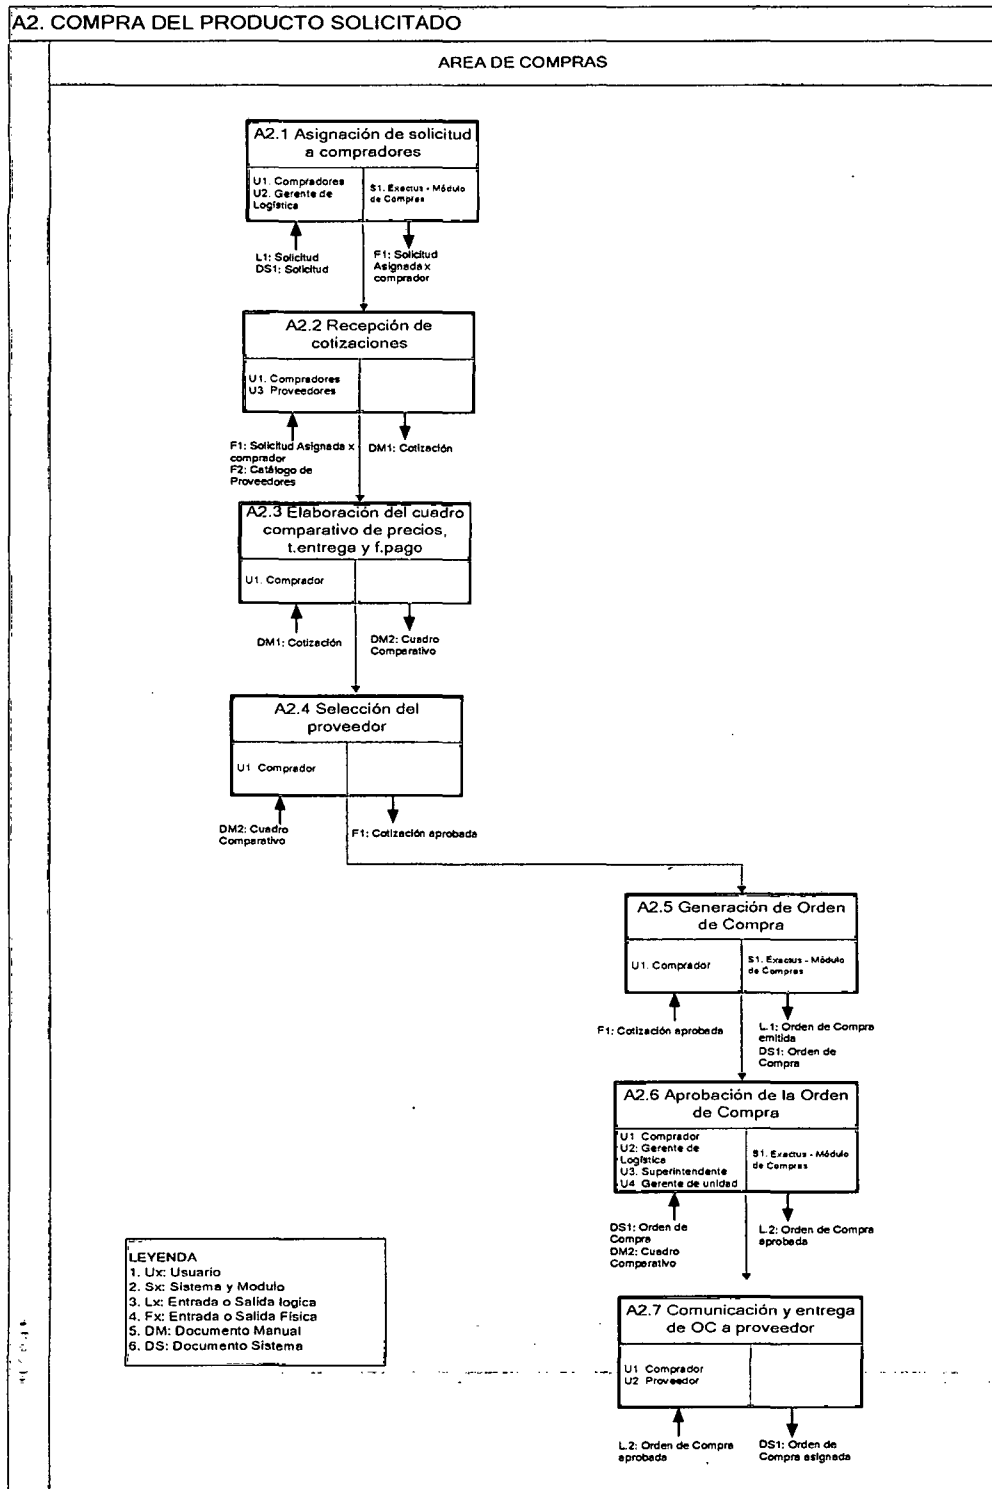 A2. COMPRA DEL PRODUCTO SOLICITADO
AREA DE COMPRAS
A2.1 Asignación de solicitud
a compradores
U1. Compradores
U2. Gerente de
Logística
S1. Exactus - Módulo
de Compras
L1: Solicitud
DS1: Solicitud
F1: Solicitud
Asignada x
comprador
A2.2 Recepción de
cotizaciones
U1. Compradores
U3 Proveedores
F1: Solicitud Asignada x
comprador
F2: Catálogo de
Proveedores
DM1: Cotización
A2.3 Elaboración del cuadro
comparativo de precios,
t.entrega y f.pago
U1. Comprador
DM1: Cotización
DM2: Cuadro
Comparativo
A2.4 Selección del
proveedor
U1 Comprador
DM2: Cuadro
Comparativo
F1: Cotización aprobada
A2.5 Generación de Orden
de Compra
U1. Comprador
S1. Exactus - Módulo
de Compras
F1: Cotización aprobada
L.1: Orden de Compra
emitida
DS1: Orden de
Compra
A2.6 Aprobación de la Orden
de Compra
U1 Comprador
U2: Gerente de
Logística
U3. Superintendente
U4 Gerente de unidad
S1. Exactus - Módulo
de Compras
DS1: Orden de
Compra
DM2: Cuadro
Comparativo
L.2: Orden de Compra
aprobada
LEYENDA
1. Ux: Usuario
2. Sx: Sistema y Modulo
3. Lx: Entrada o Salida logica
4. Fx: Entrada o Salida Física
5. DM: Documento Manual
6. DS: Documento Sistema
A2.7 Comunicación y entrega
de OC a proveedor
U1 Comprador
U2 Proveedor
L.2: Orden de Compra
aprobada
DS1: Orden de
Compra asignada